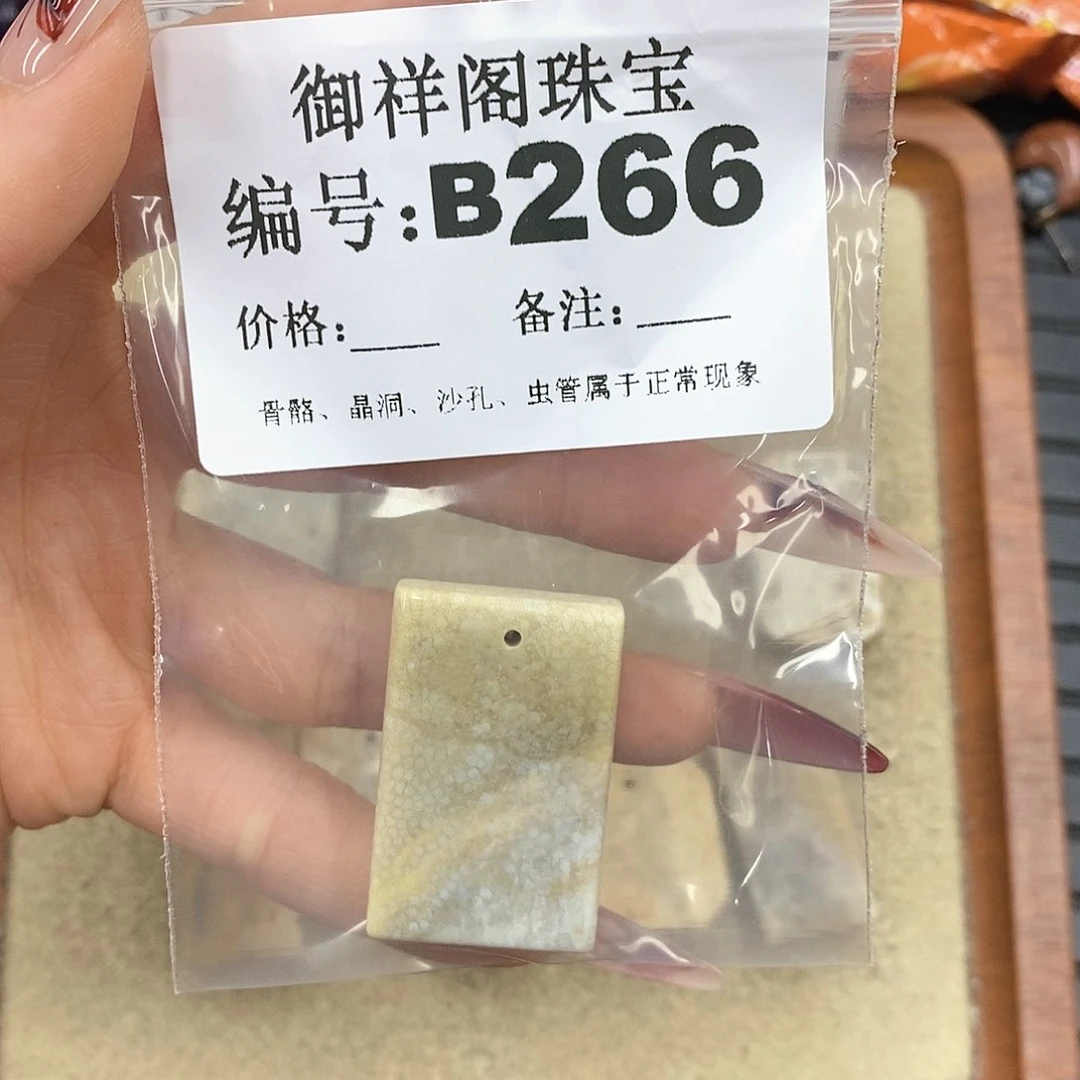 御祥阁珠宝
编号:B266
价格:____ 备注:____
骨骼、晶洞、沙孔、虫管属于正常现象